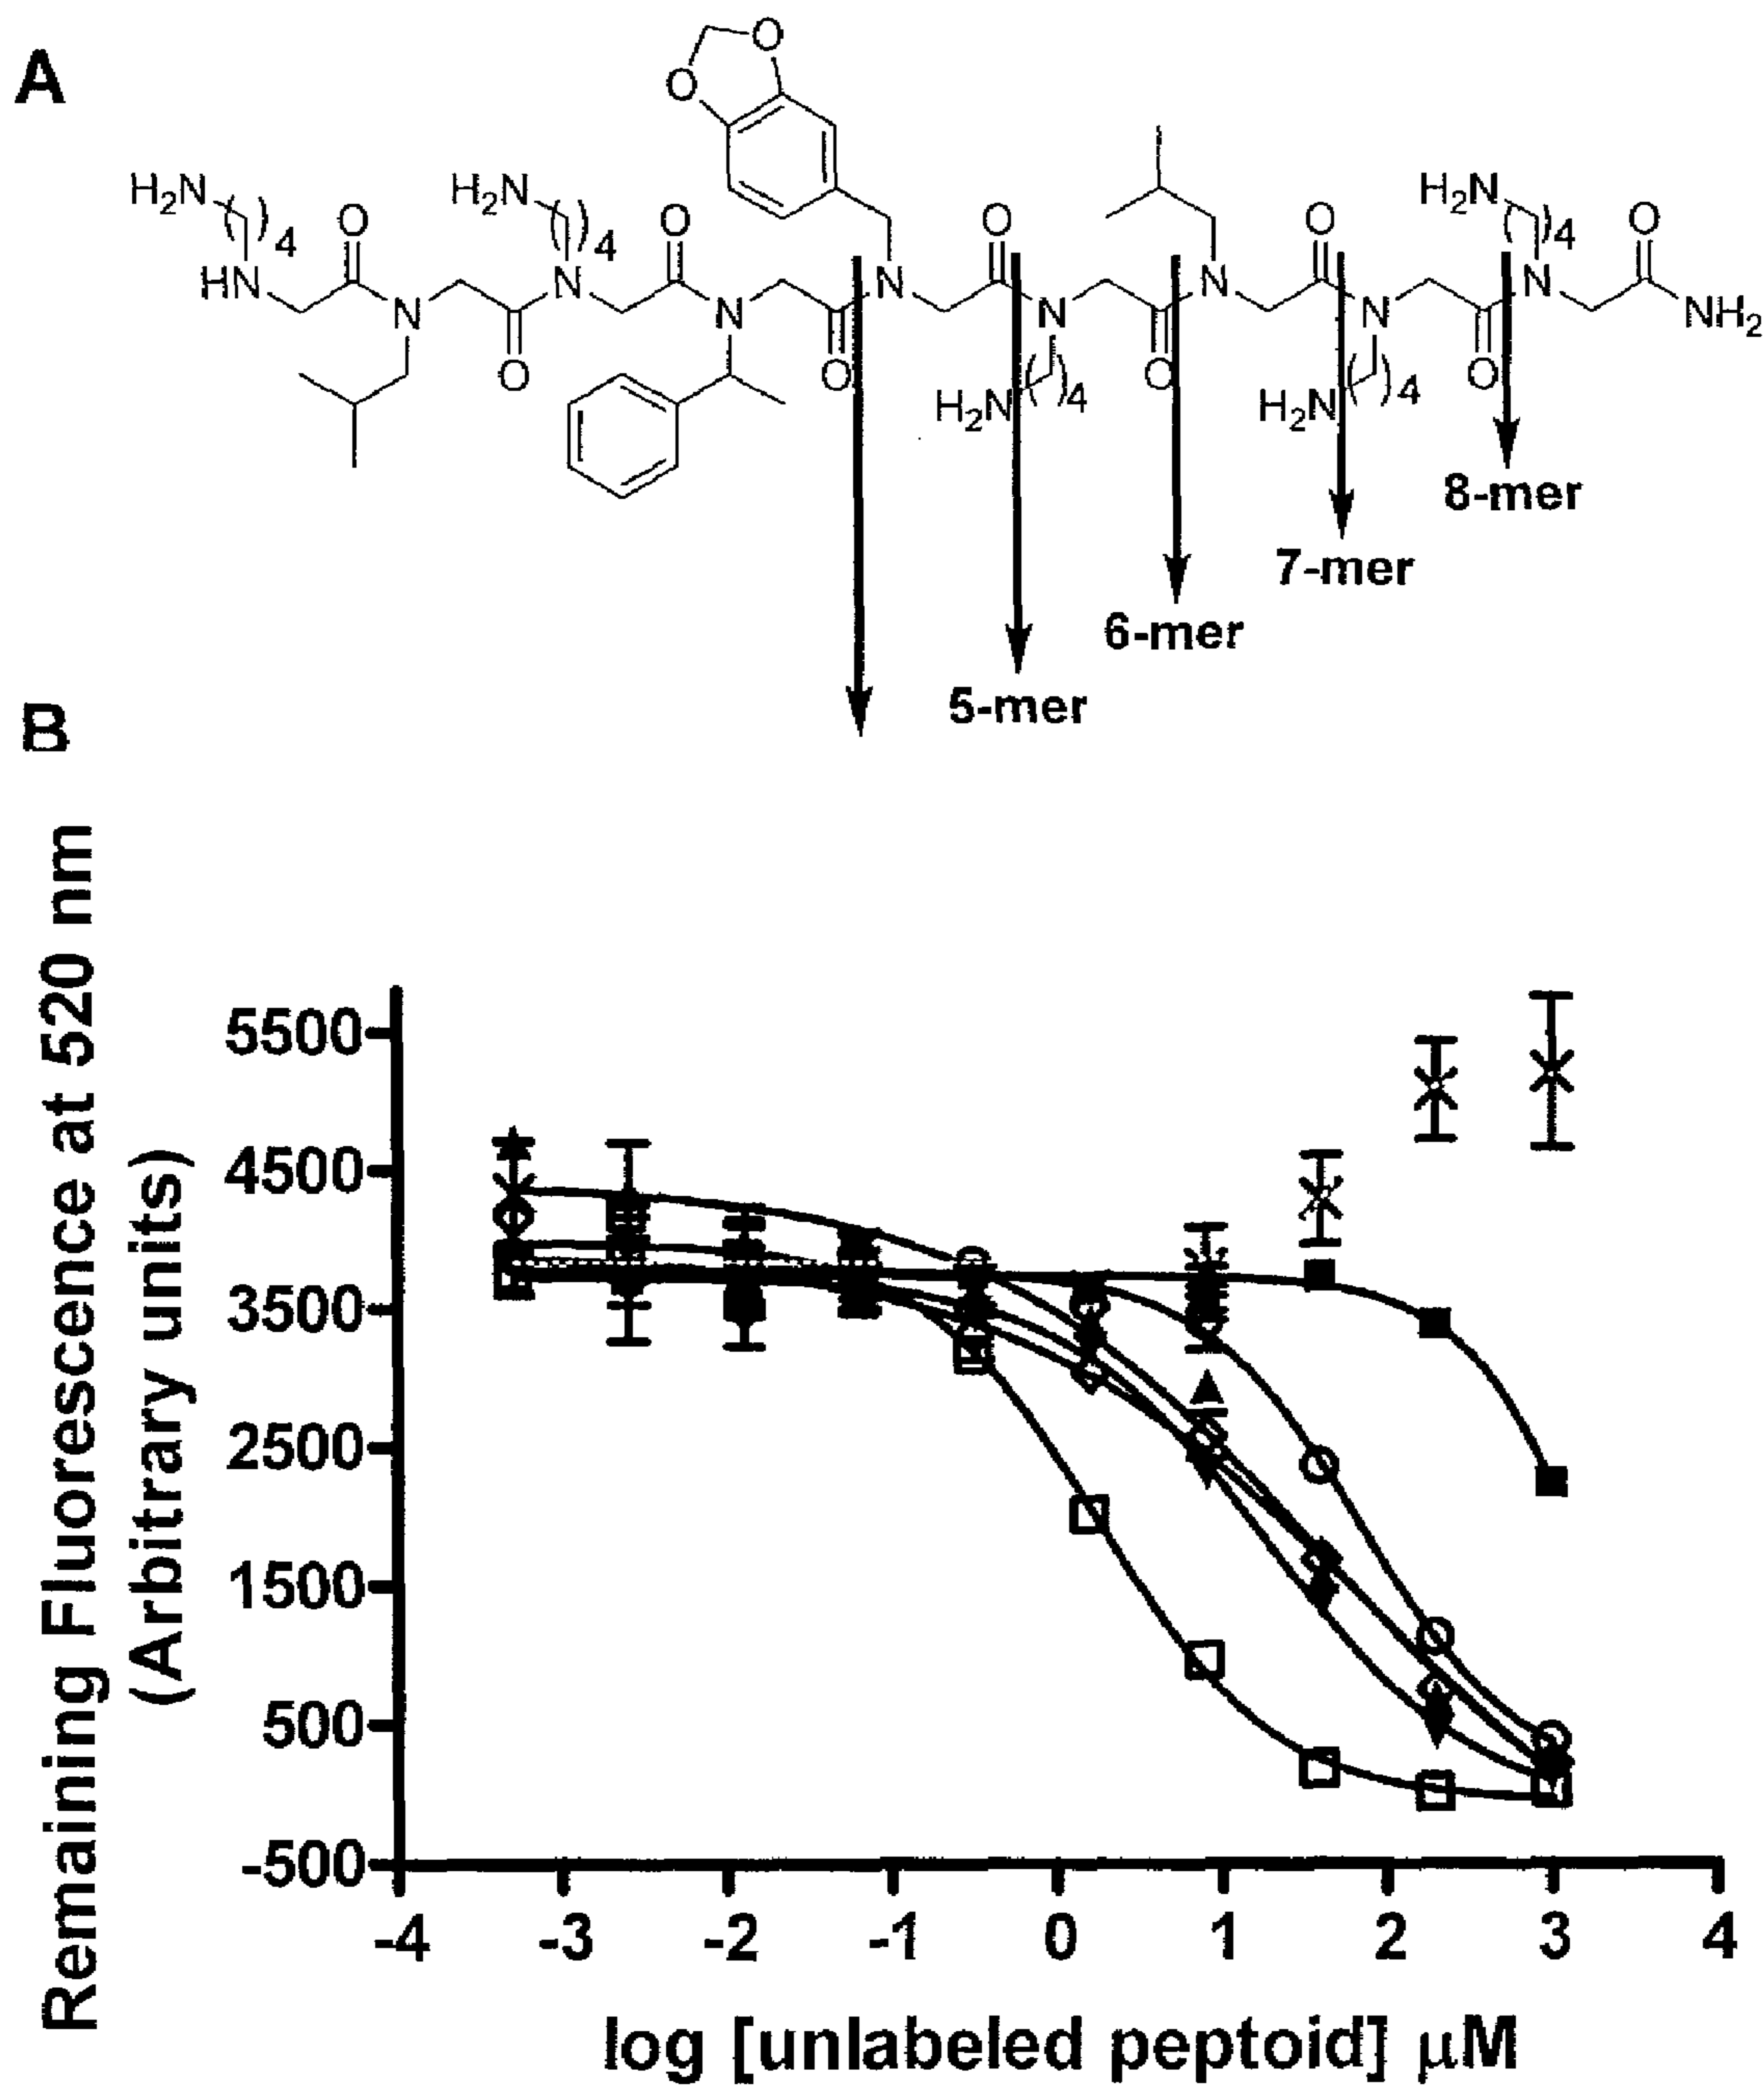 A
O
O
H₂N
( )4
O
H₂N
( )4
O
O
O
H₂N
( )4
O
HN
N
N
N
N
N
N
N
N
NH₂
O
O
O
O
H₂N
( )4
H₂N
( )4
8-mer
7-mer
6-mer
5-mer
B
Remaining Fluorescence at 520 nm
(Arbitrary units)
5500
4500
3500
2500
1500
500
-500
-4 -3 -2 -1 0 1 2 3 4
log [unlabeled peptoid] μM